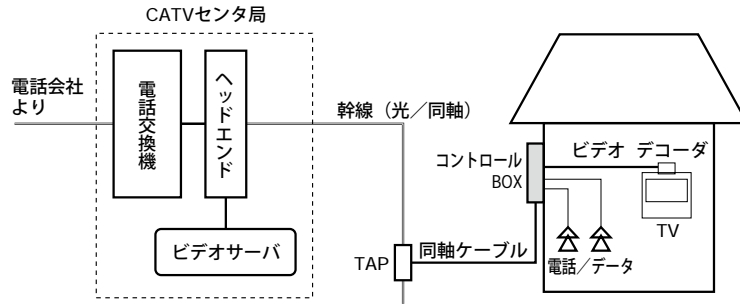 CATVセンタ局
電話会社
より
電話交換機
ヘッドエンド
ビデオサーバ
幹線（光／同軸）
TAP
同軸ケーブル
コントロール
BOX
ビデオ デコーダ
TV
電話／データ